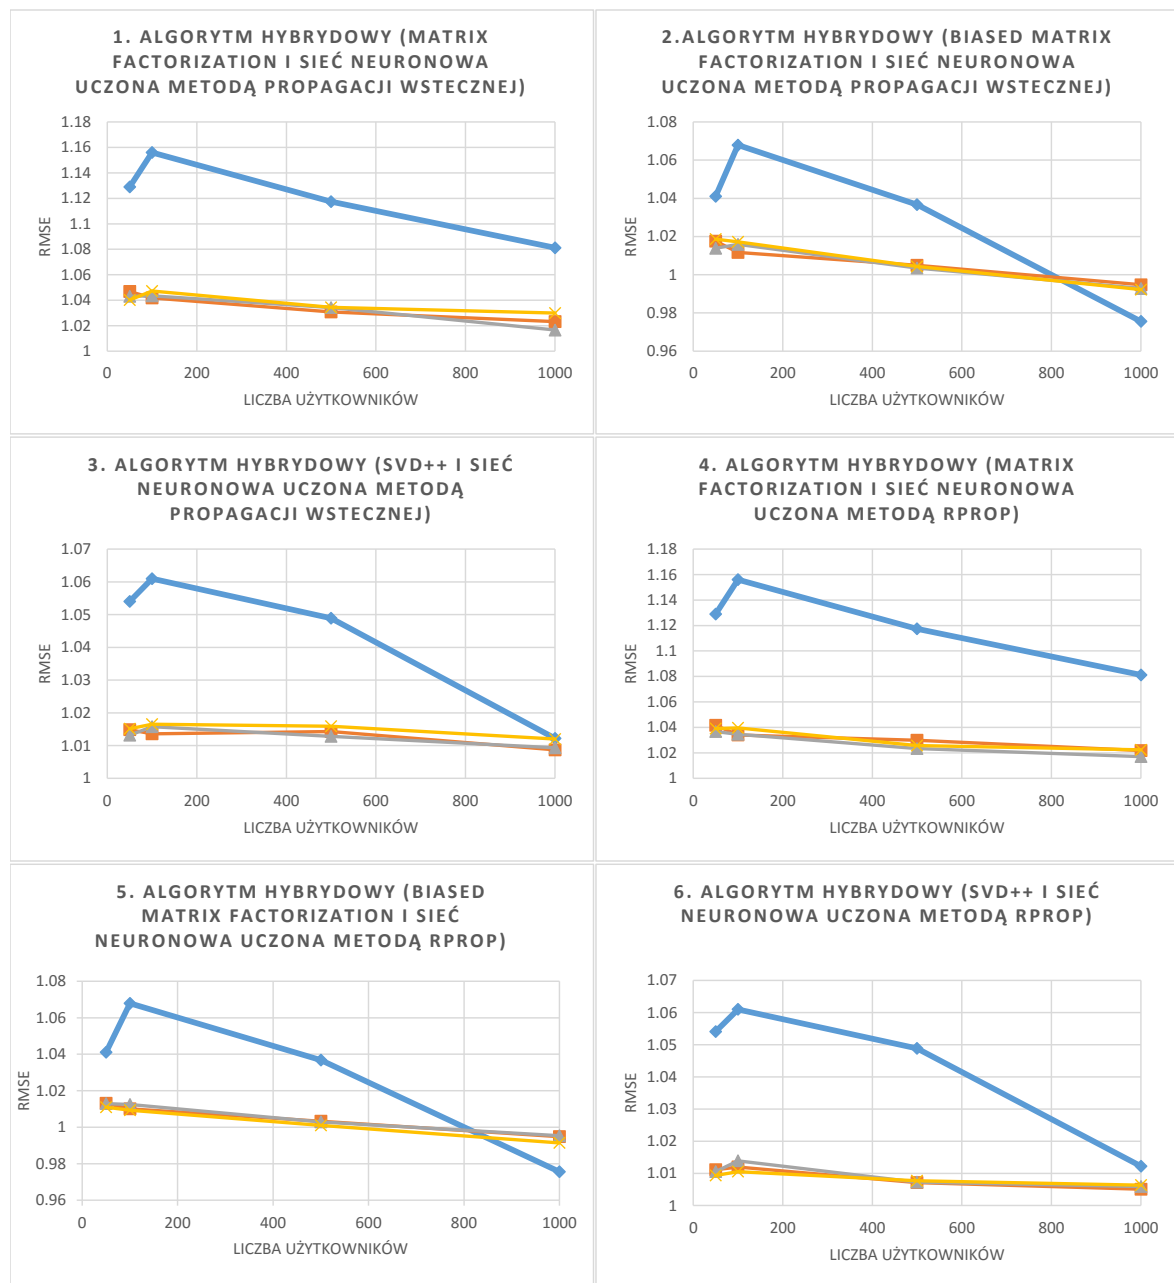 1. ALGORYTM HYBRYDOWY (MATRIX
FACTORIZATION I SIEĆ NEURONOWA
UCZONA METODĄ PROPAGACJI WSTECZNEJ)
1.18
1.16
1.14
1.12
1.1
1.08
1.06
1.04
1.02
1
RMSE
0 200 400 600 800 1000
LICZBA UŻYTKOWNIKÓW
2.ALGORYTM HYBRYDOWY (BIASED MATRIX
FACTORIZATION I SIEĆ NEURONOWA
UCZONA METODĄ PROPAGACJI WSTECZNEJ)
1.08
1.06
1.04
1.02
1
0.98
0.96
RMSE
0 200 400 600 800 1000
LICZBA UŻYTKOWNIKÓW
3. ALGORYTM HYBRYDOWY (SVD++ I SIEĆ
NEURONOWA UCZONA METODĄ
PROPAGACJI WSTECZNEJ)
1.07
1.06
1.05
1.04
1.03
1.02
1.01
1
RMSE
0 200 400 600 800 1000
LICZBA UŻYTKOWNIKÓW
4. ALGORYTM HYBRYDOWY (MATRIX
FACTORIZATION I SIEĆ NEURONOWA
UCZONA METODĄ RPROP)
1.18
1.16
1.14
1.12
1.1
1.08
1.06
1.04
1.02
1
RMSE
0 200 400 600 800 1000
LICZBA UŻYTKOWNIKÓW
5. ALGORYTM HYBRYDOWY (BIASED
MATRIX FACTORIZATION I SIEĆ
NEURONOWA UCZONA METODĄ RPROP)
1.08
1.06
1.04
1.02
1
0.98
0.96
RMSE
0 200 400 600 800 1000
LICZBA UŻYTKOWNIKÓW
6. ALGORYTM HYBRYDOWY (SVD++ I SIEĆ
NEURONOWA UCZONA METODĄ RPROP)
1.07
1.06
1.05
1.04
1.03
1.02
1.01
1
RMSE
0 200 400 600 800 1000
LICZBA UŻYTKOWNIKÓW